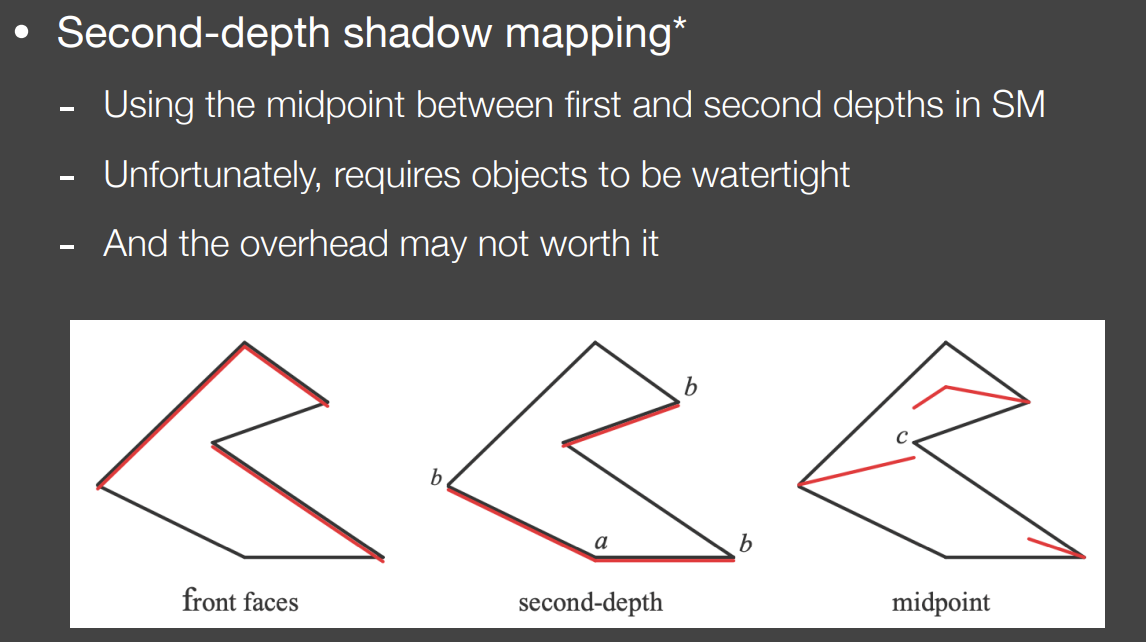 • Second-depth shadow mapping*
- Using the midpoint between first and second depths in SM
- Unfortunately, requires objects to be watertight
- And the overhead may not worth it
b
c
b
a
b
front faces
second-depth
midpoint